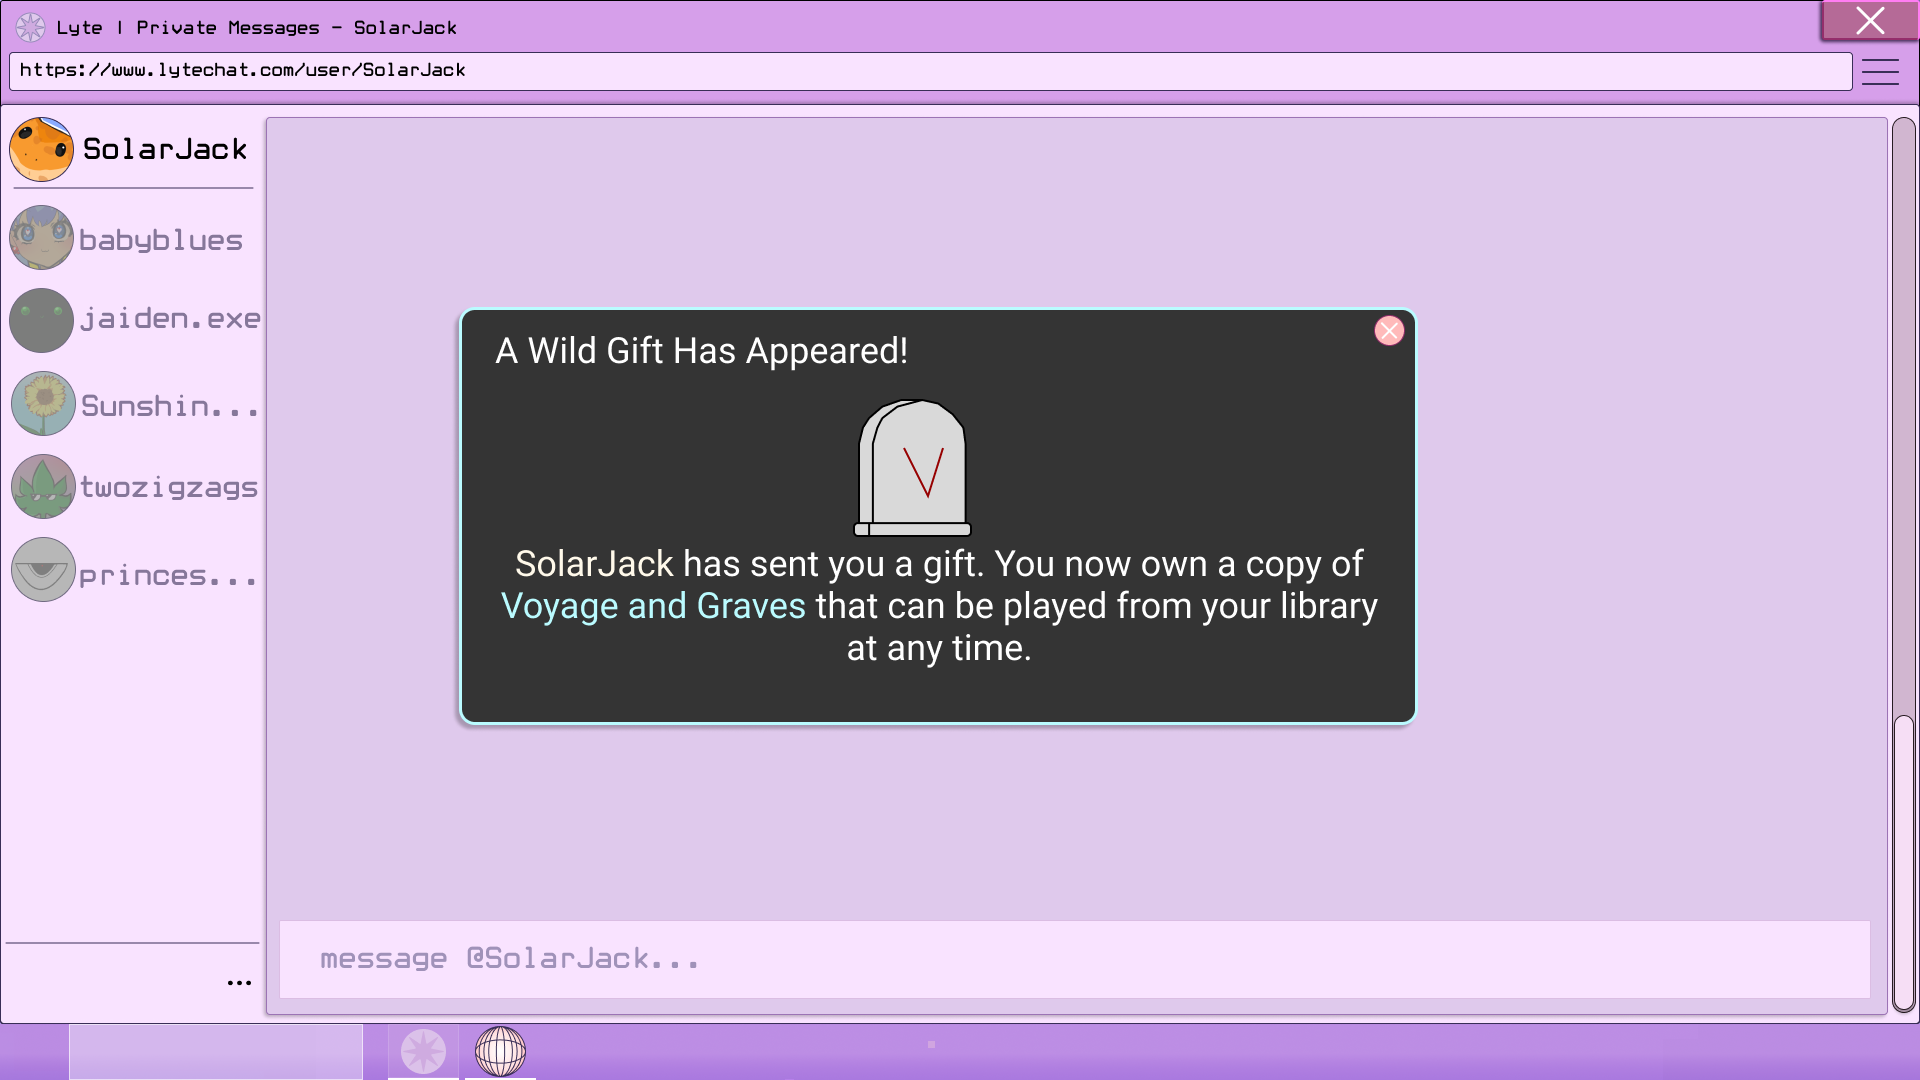 Lyte | Private Messages - SolarJack
https://www.lytechat.com/user/SolarJack
SolarJack
babyblues
jaiden.exe
Sunshin...
twozigzags
princes...
...
A Wild Gift Has Appeared!
V
SolarJack has sent you a gift. You now own a copy of
Voyage and Graves that can be played from your library
at any time.
message @SolarJack...